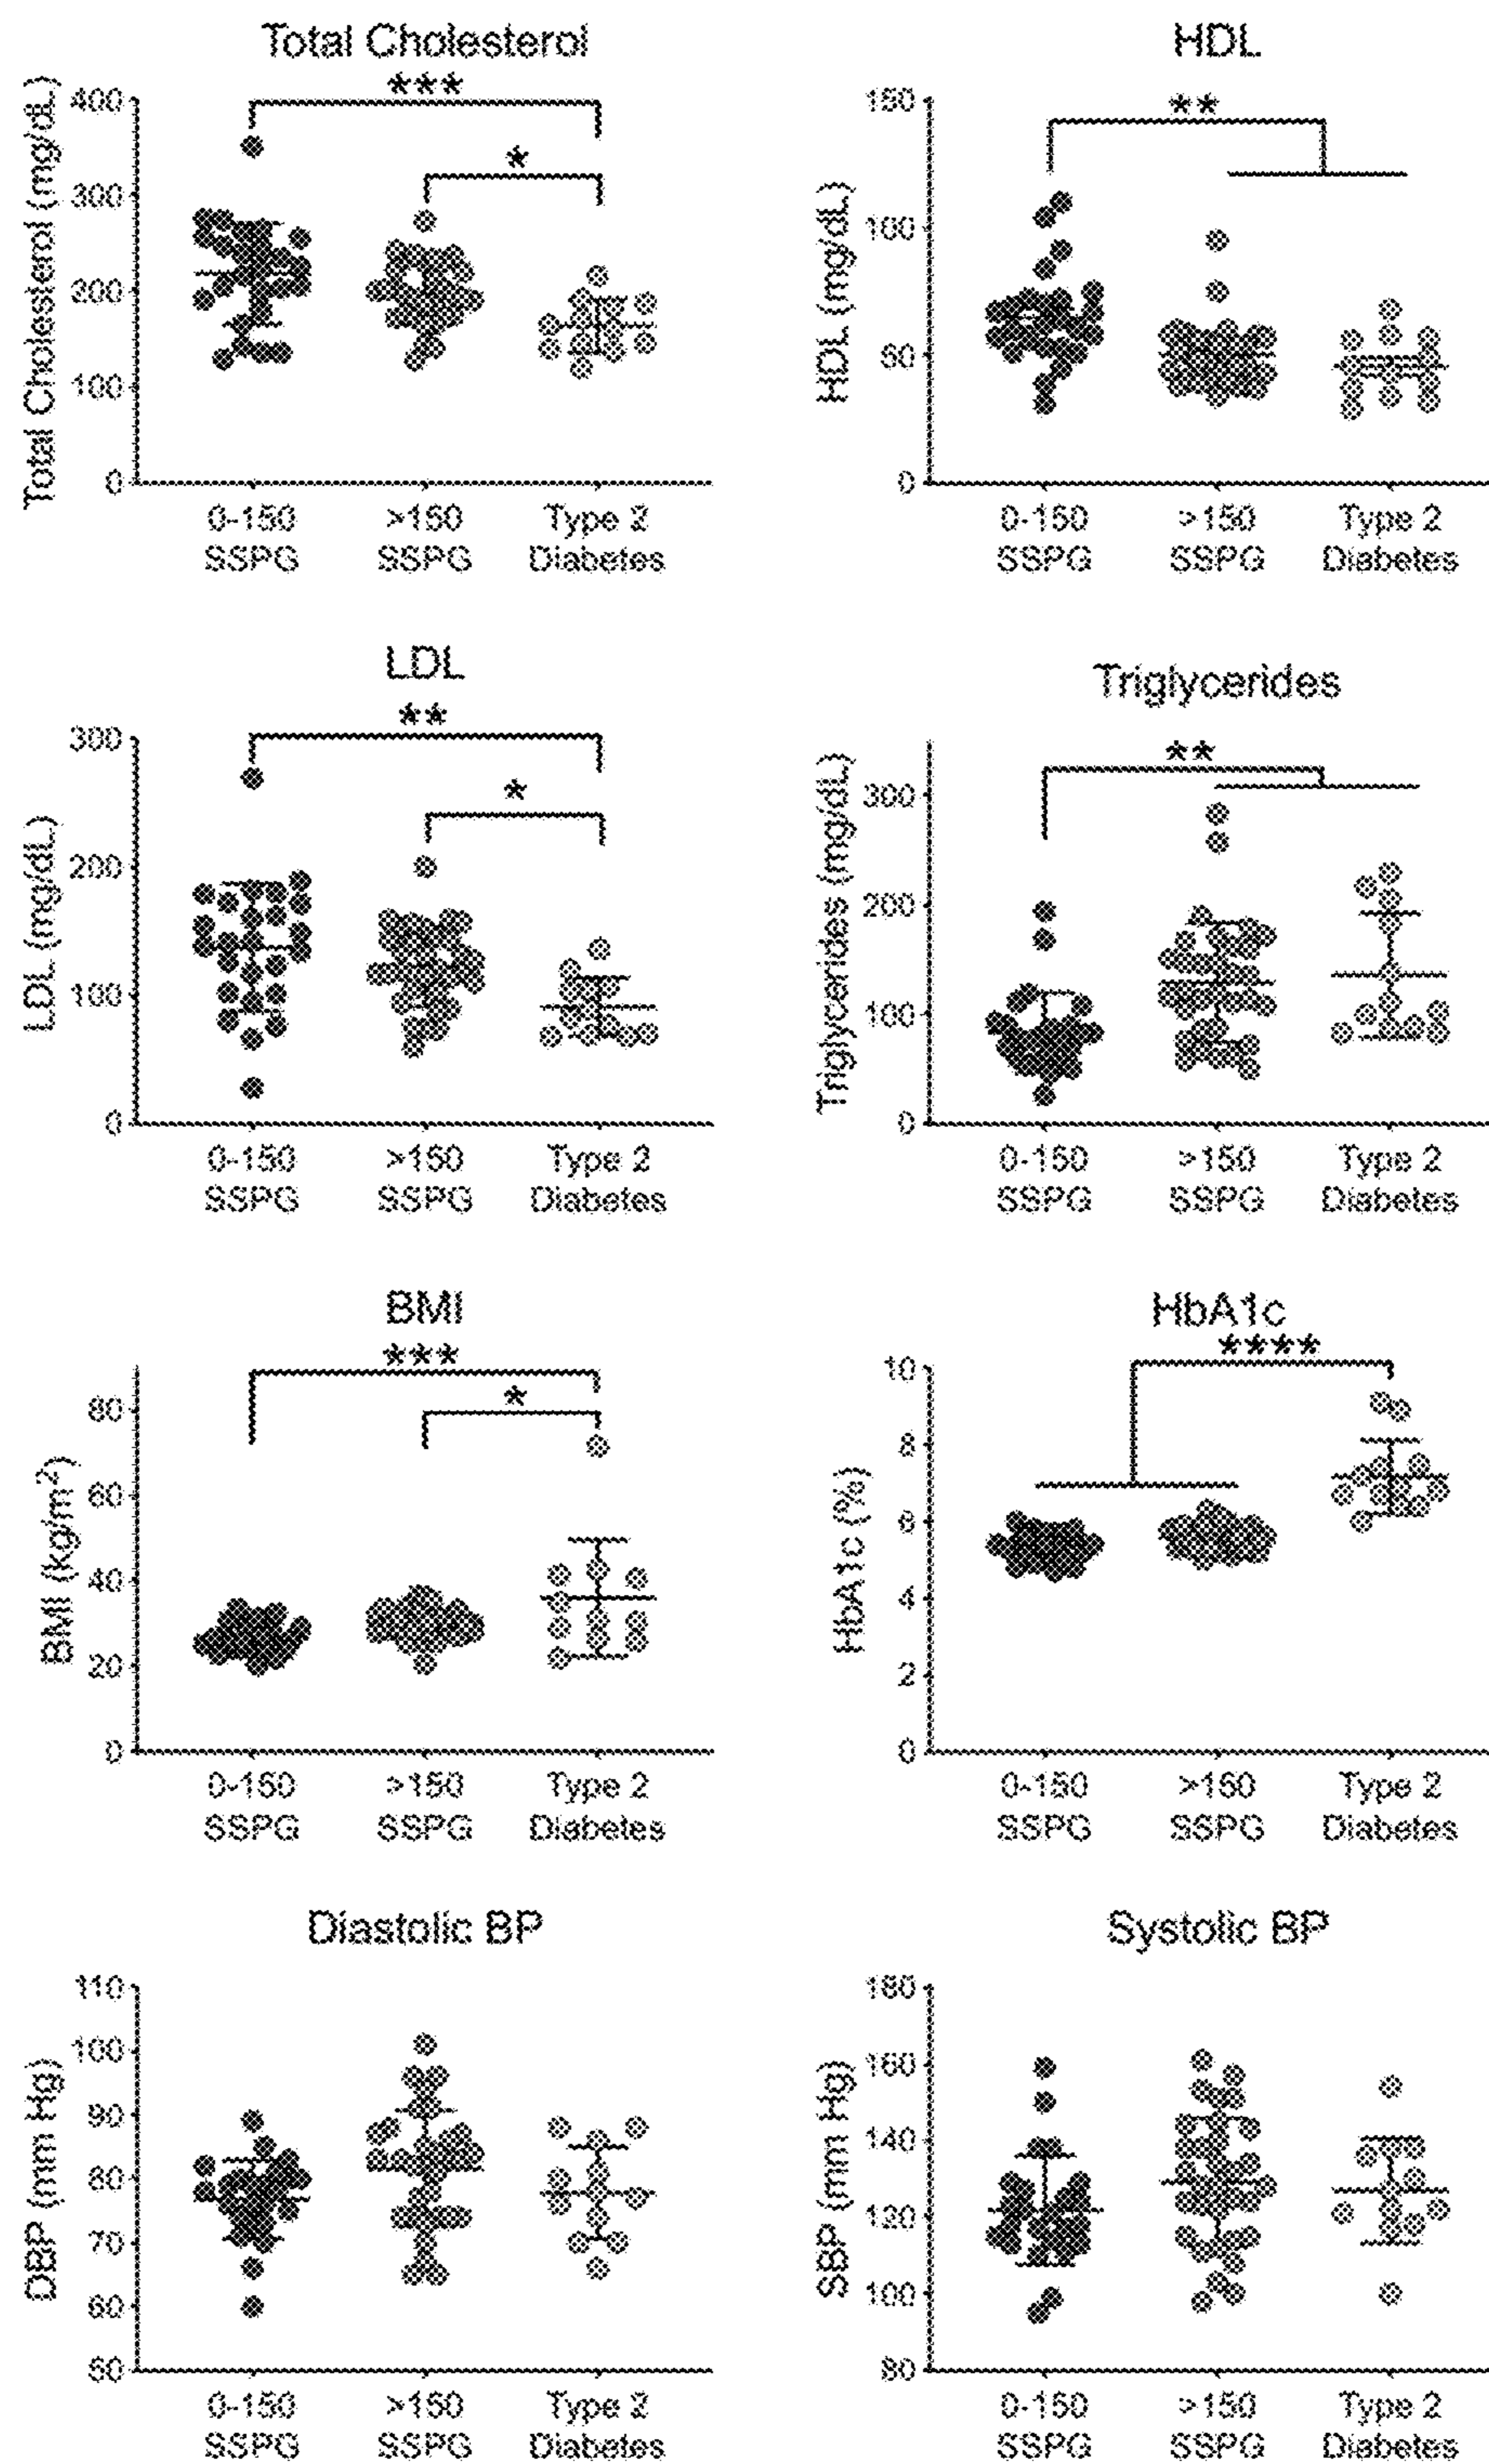 Total Cholesterol
***
*
Total Cholesterol (mg/dL)
400
300
200
100
0
0-150
SSPG
>150
SSPG
Type 2
Diabetes
HDL
**
HDL (mg/dL)
150
100
50
0
0-150
SSPG
>150
SSPG
Type 2
Diabetes
LDL
**
*
LDL (mg/dL)
300
200
100
0
0-150
SSPG
>150
SSPG
Type 2
Diabetes
Triglycerides
**
Triglycerides (mg/dL)
300
200
100
0
0-150
SSPG
>150
SSPG
Type 2
Diabetes
BMI
***
*
BMI (kg/m²)
80
60
40
20
0
0-150
SSPG
>150
SSPG
Type 2
Diabetes
HbA1c
****
HbA1c (%)
10
8
6
4
2
0
0-150
SSPG
>150
SSPG
Type 2
Diabetes
Diastolic BP
DBP (mm Hg)
110
100
90
80
70
60
50
0-150
SSPG
>150
SSPG
Type 2
Diabetes
Systolic BP
SBP (mm Hg)
180
160
140
120
100
80
0-150
SSPG
>150
SSPG
Type 2
Diabetes